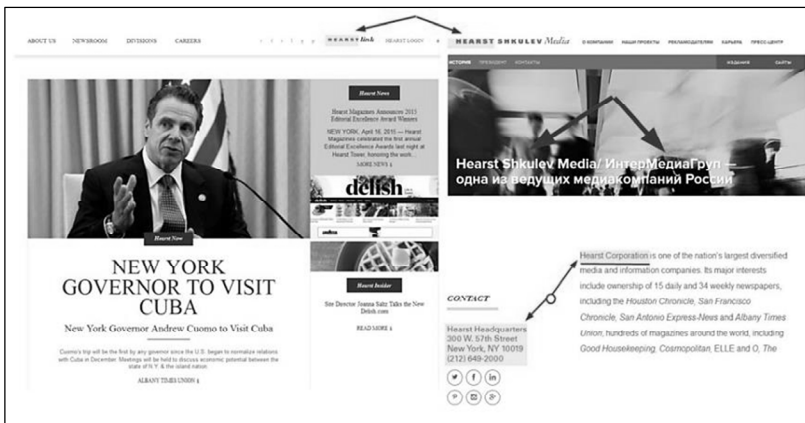 ABOUT US NEWSROOM DIVISIONS CAREERS
HEARST link HEARST LOGIN
Hearst News
Hearst Magazines Announces 2015
Editorial Excellence Award Winners
NEW YORK, April 16, 2015 — Hearst
Magazines celebrated the first annual
Editorial Excellence Awards last night at
Hearst Tower, honoring the work...
MORE NEWS
delish
Hearst Now
NEW YORK
GOVERNOR TO VISIT
CUBA
New York Governor Andrew Cuomo to Visit Cuba
Cuomo's trip will be the first by any governor since the U.S. began to normalize relations
with Cuba in December. Meetings will be held to discuss economic potential between the
state of N.Y. & the island nation.
ALBANY TIMES UNION
Hearst Insider
Site Director Joanna Saltz Talks the New
Delish.com
READ MORE
HEARST SHKULEV Media
О КОМПАНИИ НАШИ ПРОЕКТЫ РЕКЛАМОДАТЕЛЯМ КАРЬЕРА ПРЕСС-ЦЕНТР
ИСТОРИЯ ПРЕЗИДЕНТ КОНТАКТЫ ИЗДАНИЯ САЙТЫ
Hearst Shkulev Media/ ИнтерМедиаГруп —
одна из ведущих медиакомпаний России
Hearst Corporation is one of the nation's largest diversified
media and information companies. Its major interests
include ownership of 15 daily and 34 weekly newspapers,
including the Houston Chronicle, San Francisco
Chronicle, San Antonio Express-News and Albany Times
Union, hundreds of magazines around the world, including
Good Housekeeping, Cosmopolitan, ELLE and O, The
CONTACT
Hearst Headquarters
300 W. 57th Street
New York, NY 10019
(212) 649-2000